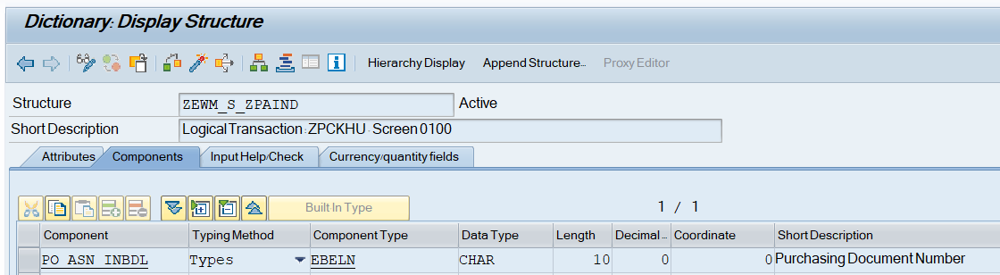 Dictionary: Display Structure
Hierarchy Display Append Structure... Proxy Editor
Structure ZEWM_S_ZPAIND Active
Short Description Logical Transaction: ZPCKHU - Screen 0100
Attributes Components Input Help/Check Currency/quantity fields
Built In Type 1 / 1
Component Typing Method Component Type Data Type Length Decimal... Coordinate Short Description
PO_ASN_INBDL Types EBELN CHAR 10 0 0 Purchasing Document Number